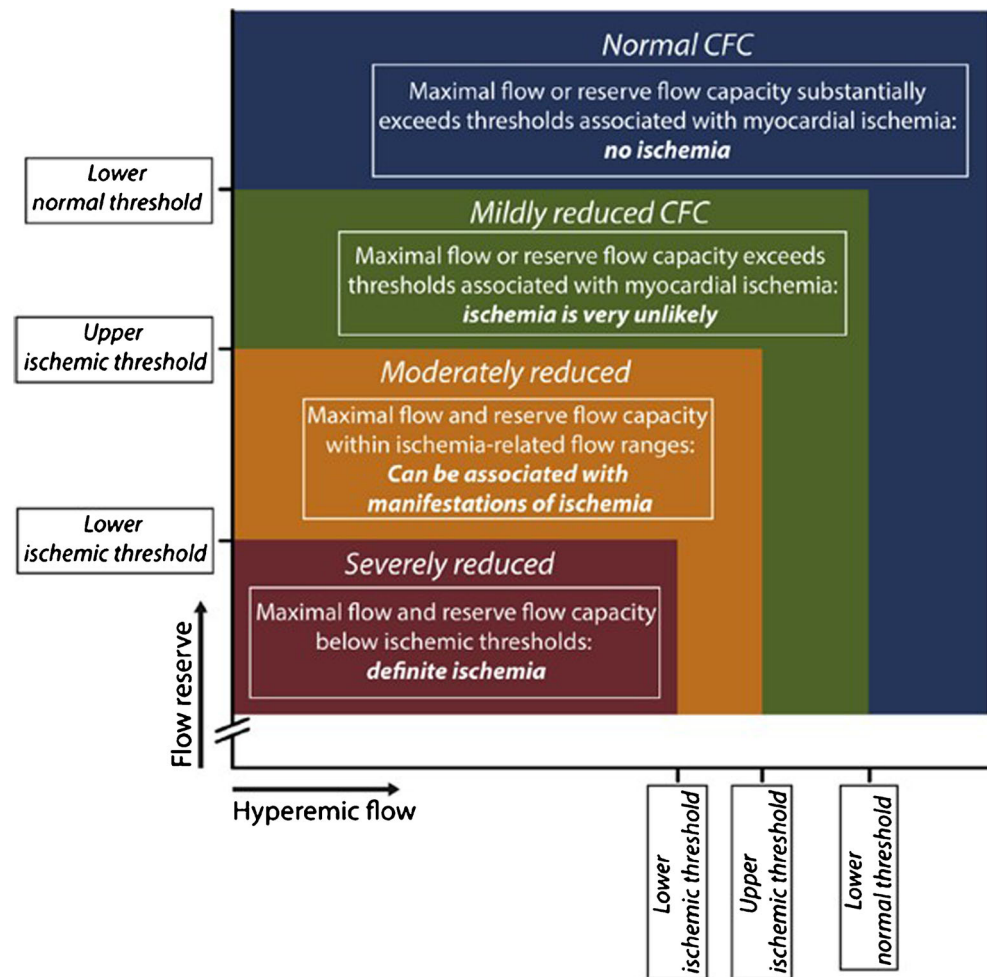 Normal CFC
Maximal flow or reserve flow capacity substantially
exceeds thresholds associated with myocardial ischemia:
no ischemia
Lower
normal threshold
Mildly reduced CFC
Maximal flow or reserve flow capacity exceeds
thresholds associated with myocardial ischemia:
ischemia is very unlikely
Upper
ischemic threshold
Moderately reduced
Maximal flow and reserve flow capacity
within ischemia-related flow ranges:
Can be associated with
manifestations of ischemia
Lower
ischemic threshold
Severely reduced
Maximal flow and reserve flow capacity
below ischemic thresholds:
definite ischemia
Flow reserve
Hyperemic flow
Lower
ischemic threshold
Upper
ischemic threshold
Lower
normal threshold